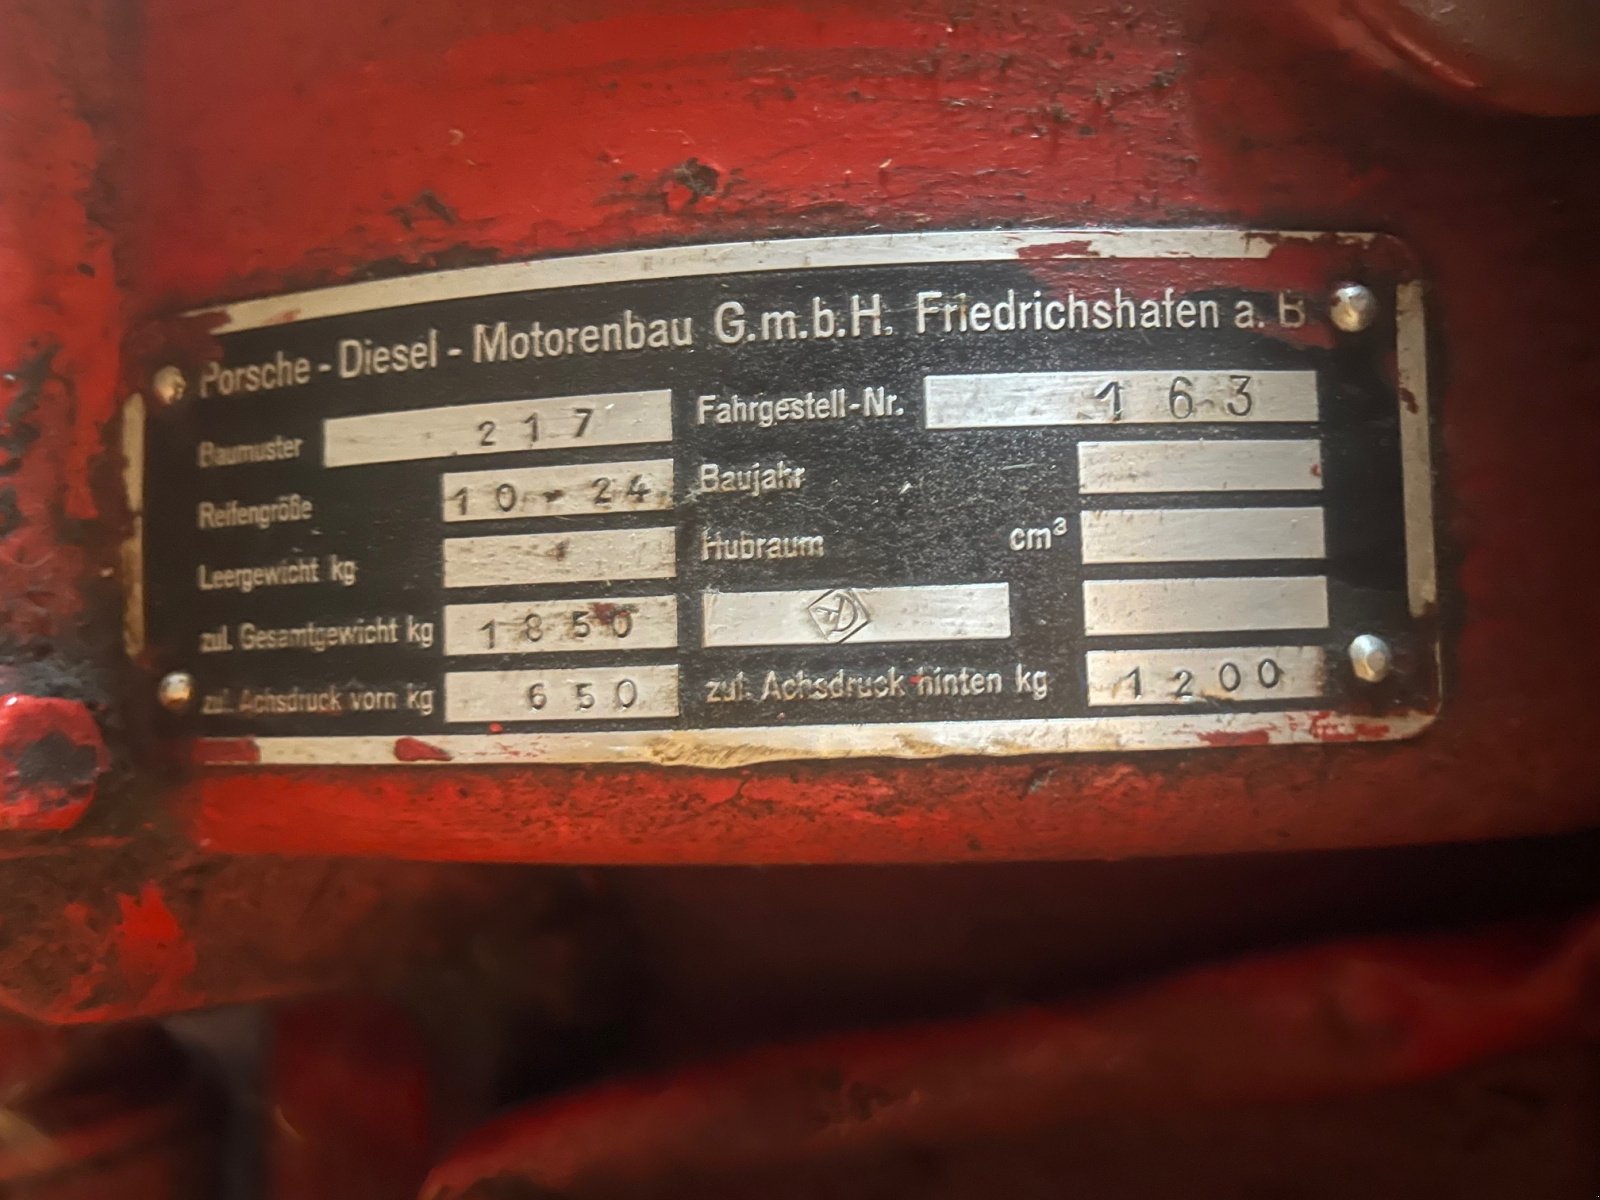 Porsche - Diesel - Motorenbau G.m.b.H. Friedrichshafen a. B
Baumuster 217 Fahrgestell-Nr. 163
Reifengröße 10-24 Baujahr
Leergewicht kg Hubraum cm³
zul. Gesamtgewicht kg 1850
zul. Achsdruck vorn kg 650 zul. Achsdruck hinten kg 1200